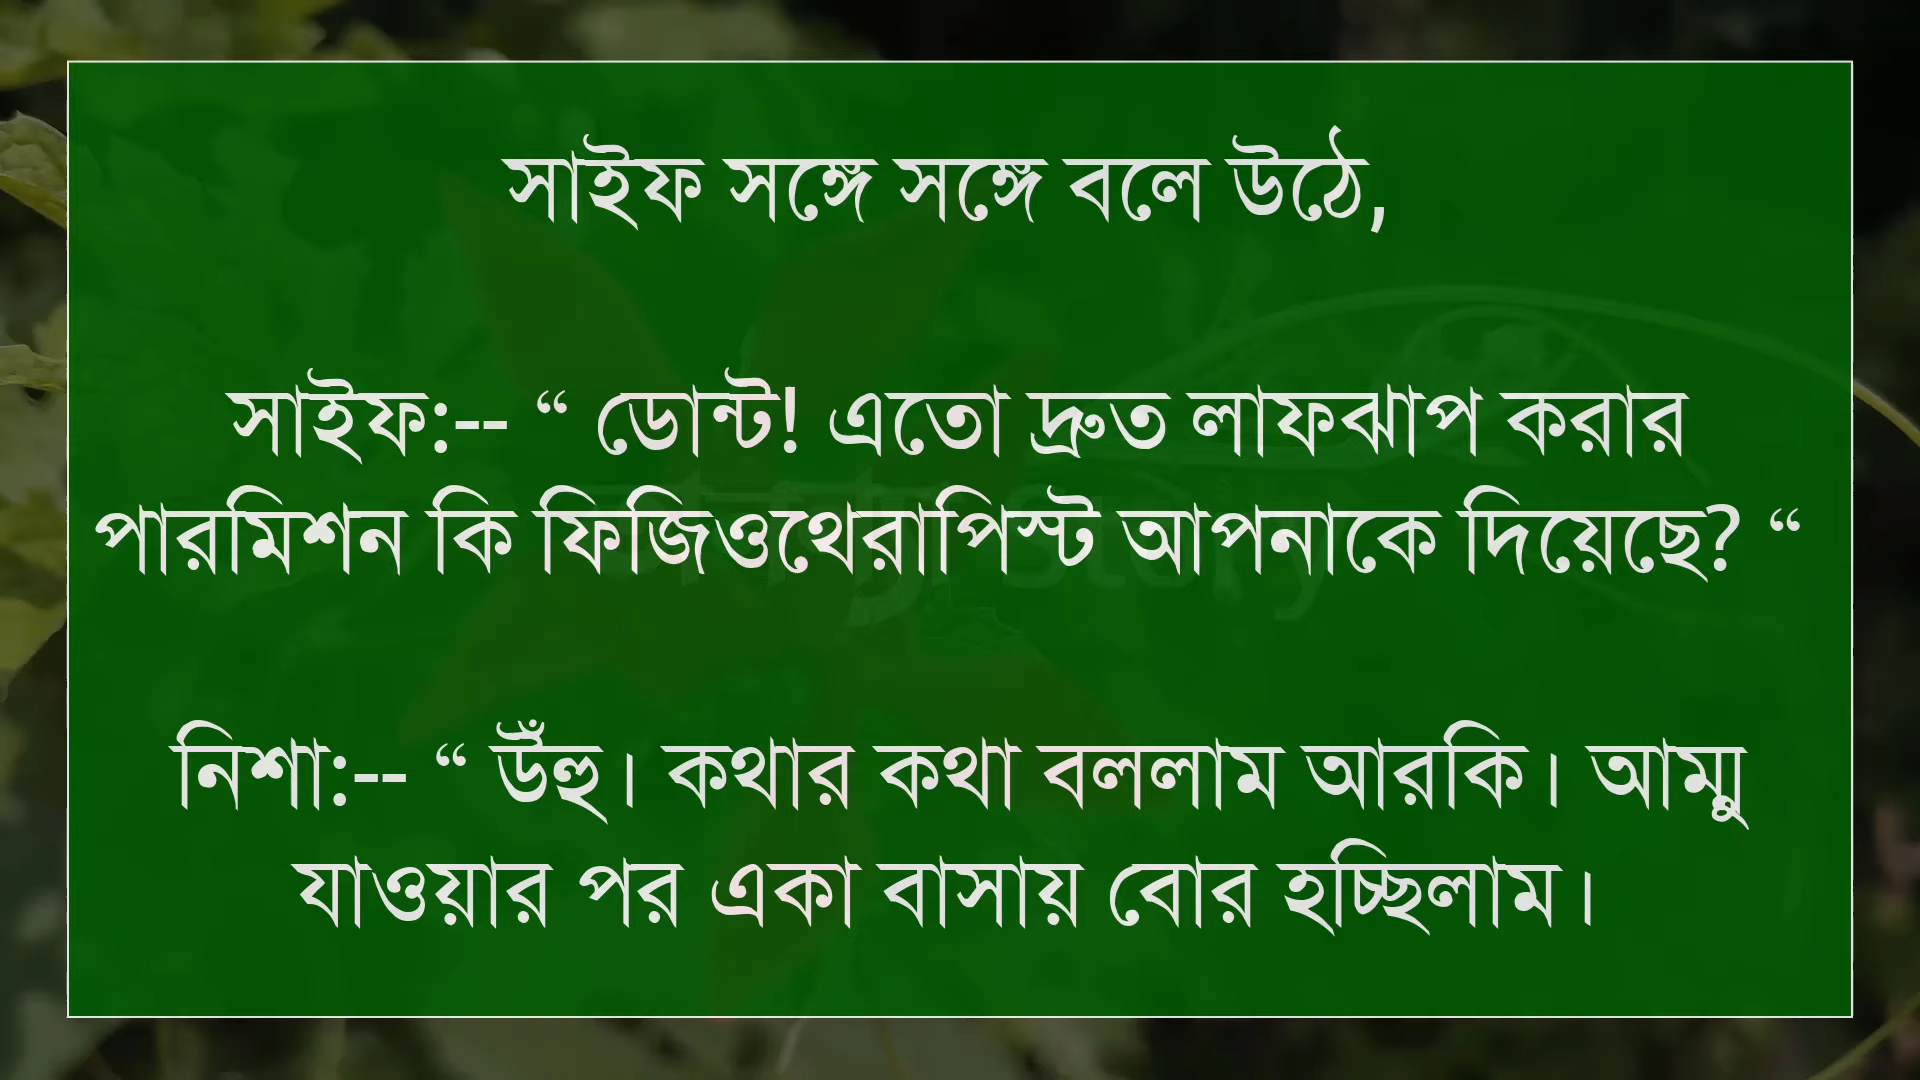 সাইফ সঙ্গে সঙ্গে বলে উঠে,
সাইফ:-- “ ডোন্ট! এতো দ্রুত লাফঝাপ করার
পারমিশন কি ফিজিওথেরাপিস্ট আপনাকে দিয়েছে? “
নিশা:-- “ উঁহু। কথার কথা বললাম আরকি। আম্মু
যাওয়ার পর একা বাসায় বোর হচ্ছিলাম।